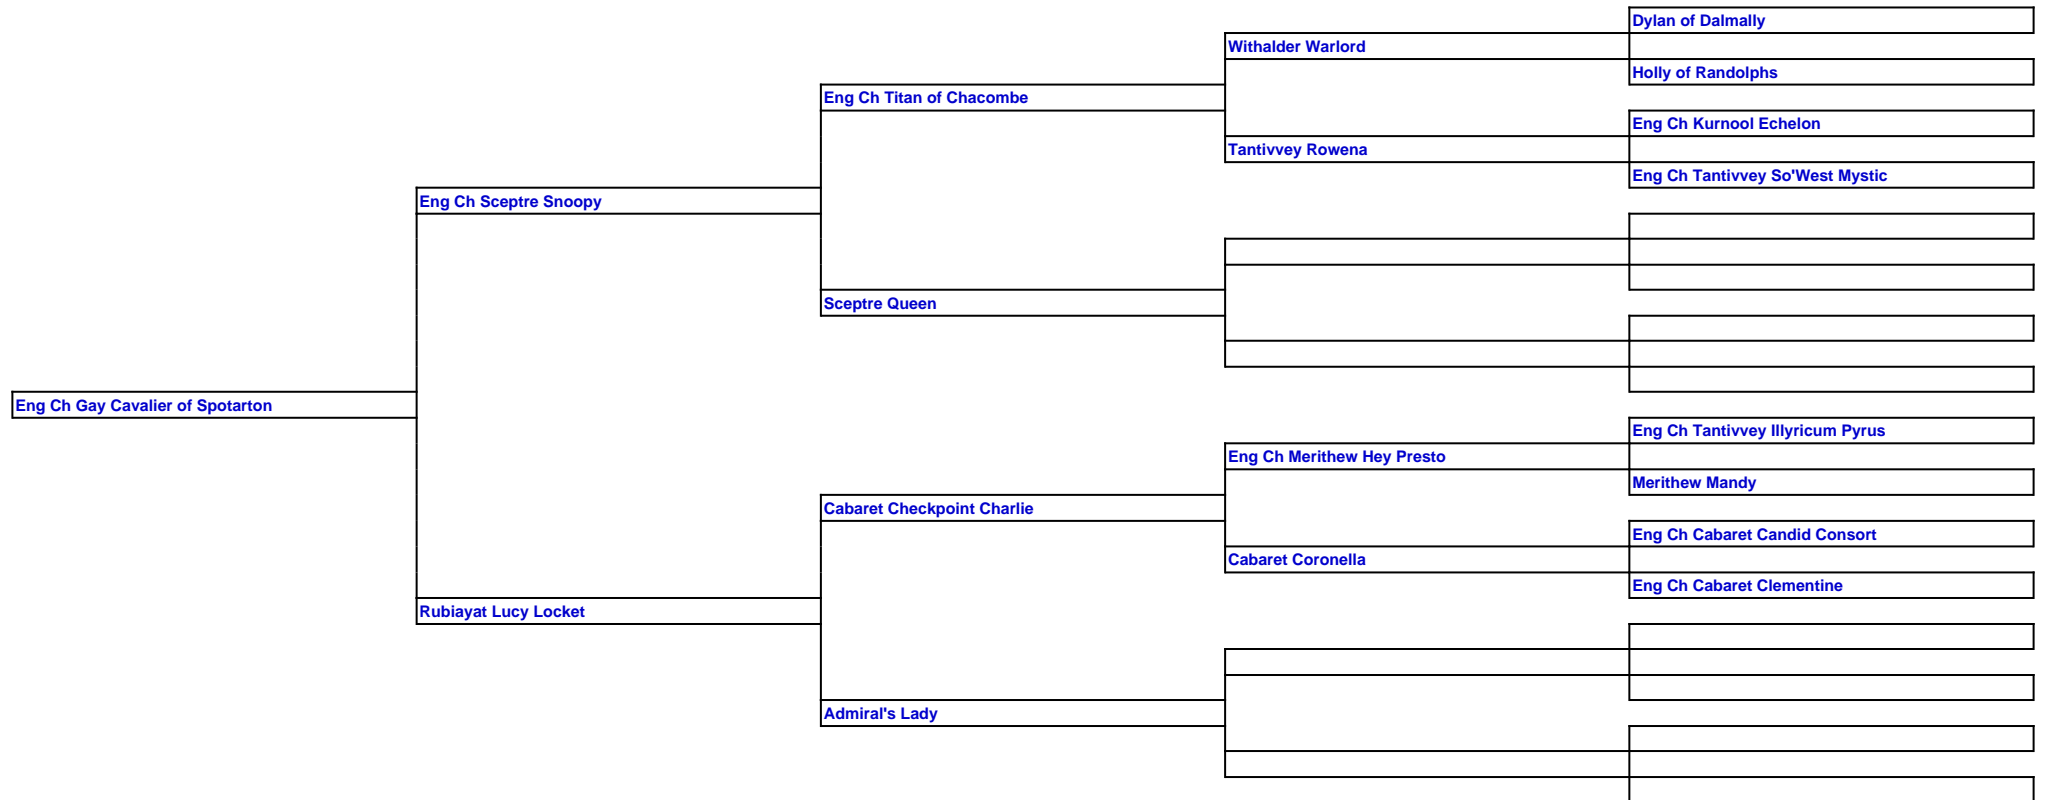 Dylan of Dalmally
Withalder Warlord
Holly of Randolphs
Eng Ch Titan of Chacombe
Eng Ch Kurnool Echelon
Tantivvey Rowena
Eng Ch Tantivvey So'West Mystic
Eng Ch Sceptre Snoopy
Sceptre Queen
Eng Ch Gay Cavalier of Spotarton
Eng Ch Tantivvey Illyricum Pyrus
Eng Ch Merithew Hey Presto
Merithew Mandy
Cabaret Checkpoint Charlie
Eng Ch Cabaret Candid Consort
Cabaret Coronella
Eng Ch Cabaret Clementine
Rubiayat Lucy Locket
Admiral's Lady